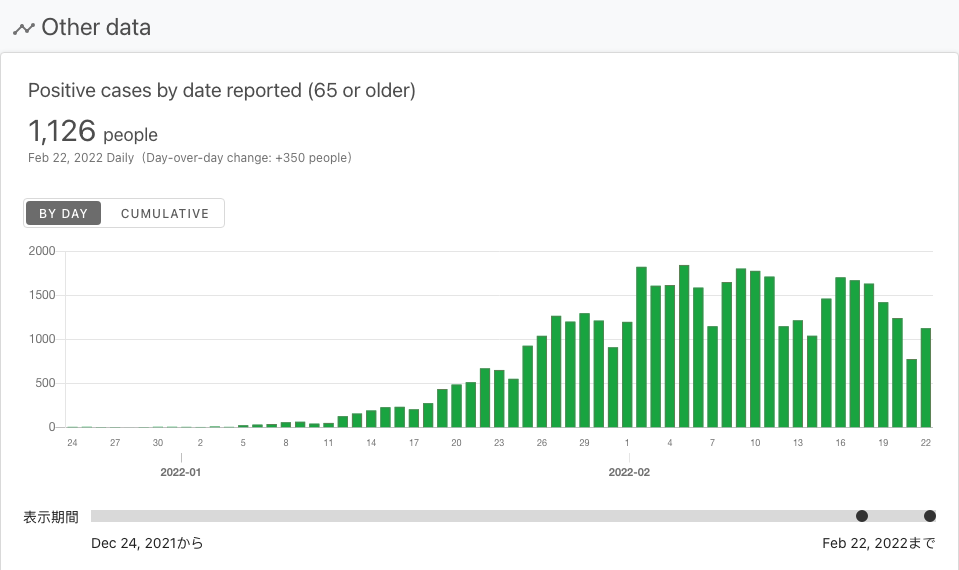 Other data
Positive cases by date reported (65 or older)
1,126 people
Feb 22, 2022 Daily (Day-over-day change: +350 people)
BY DAY CUMULATIVE
2000
1500
1000
500
0
24 27 30 2 5 8 11 14 17 20 23 26 29 1 4 7 10 13 16 19 22
2022-01 2022-02
表示期間
Dec 24, 2021から Feb 22, 2022まで